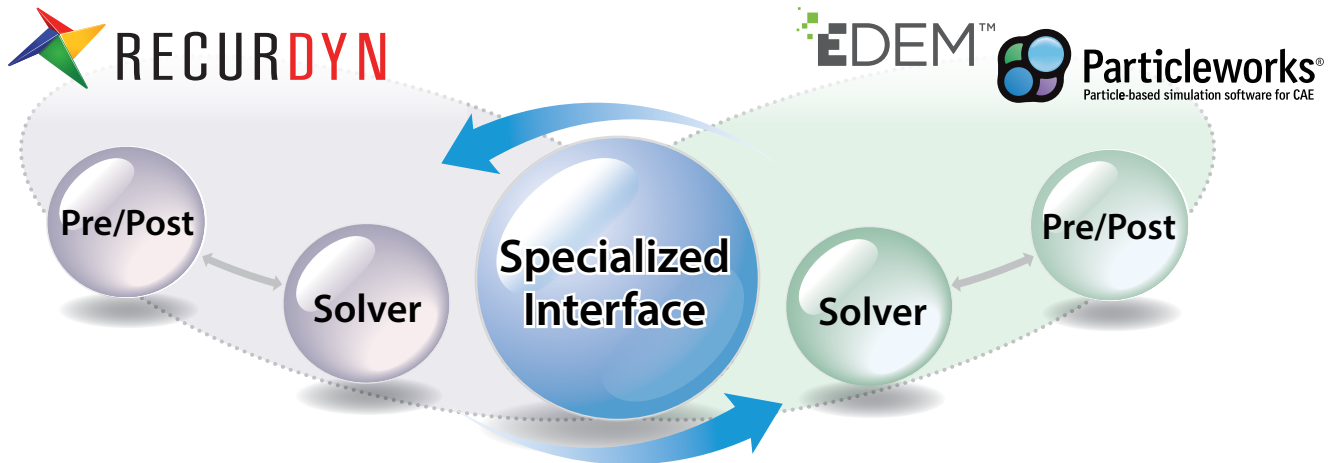 RECURDYN
EDEM™
Particleworks®
Particle-based simulation software for CAE
Pre/Post
Solver
Specialized
Interface
Solver
Pre/Post